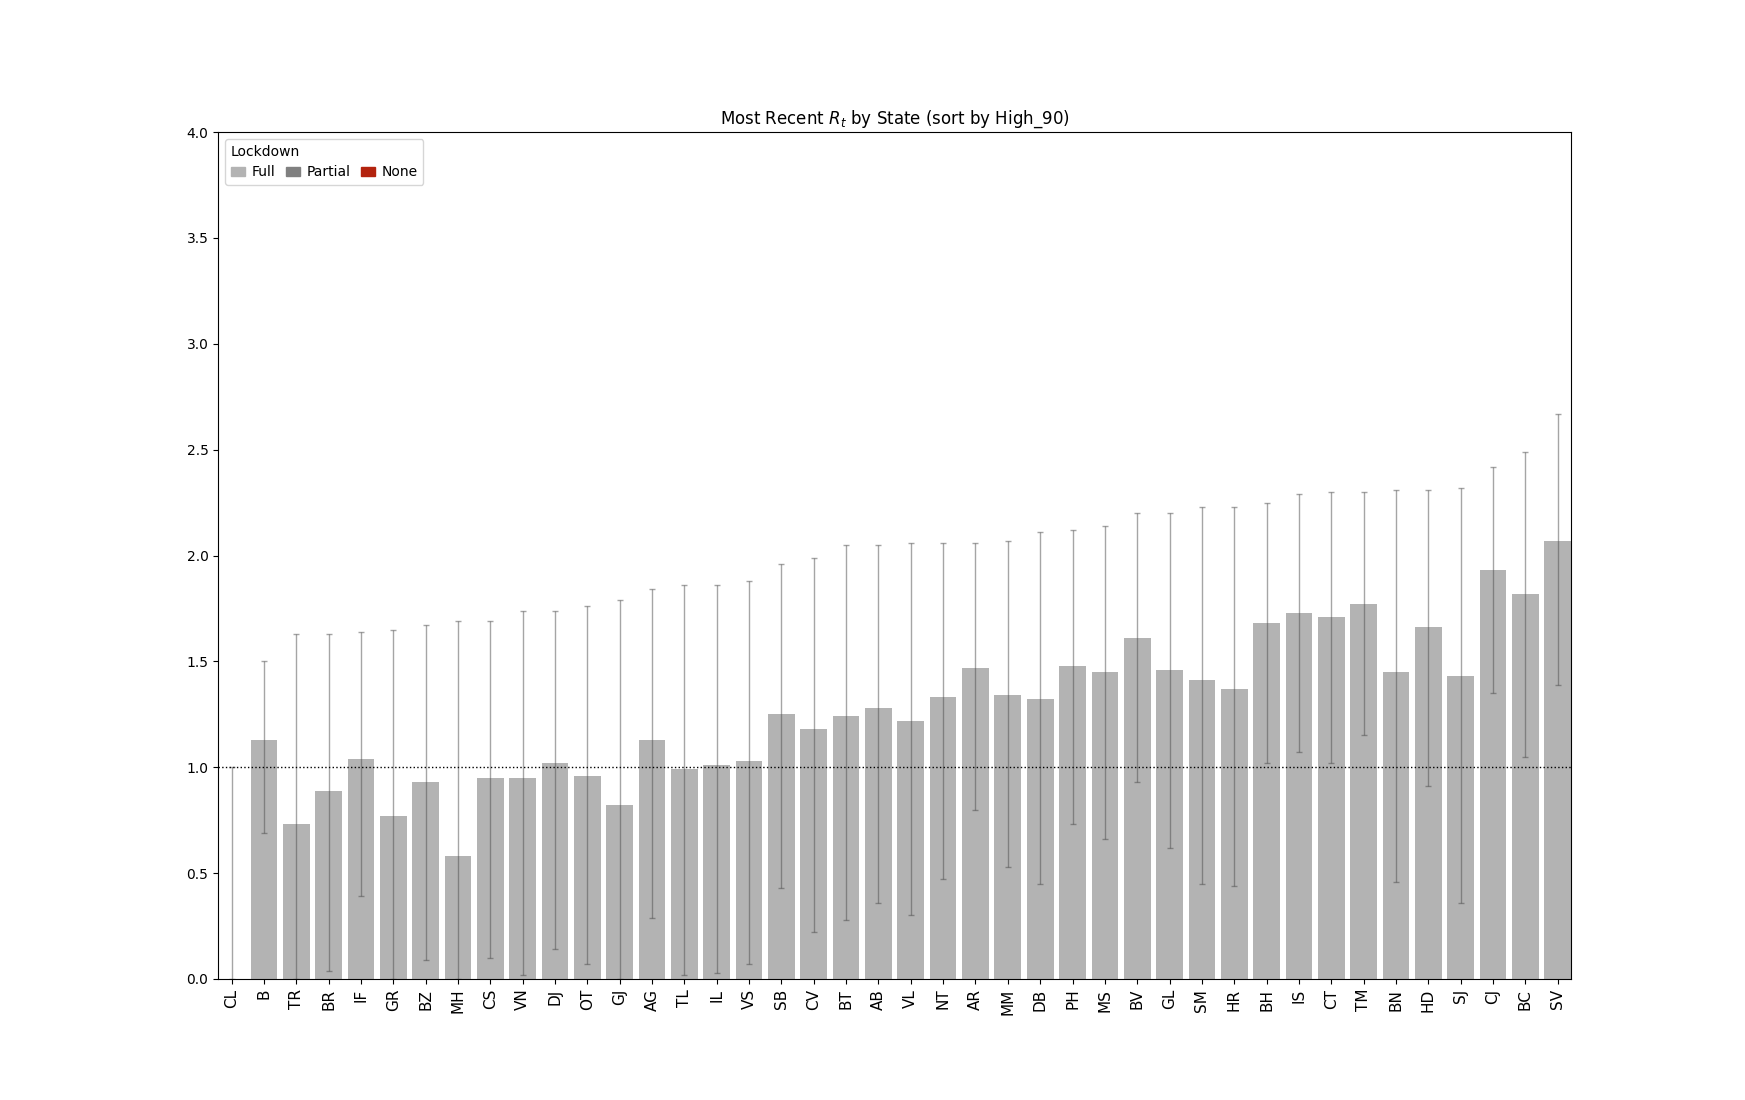 Most Recent R_t by State (sort by High_90)
Lockdown
Full Partial None
4.0
3.5
3.0
2.5
2.0
1.5
1.0
0.5
0.0
CL B TR BR IF GR BZ MH CS VN DJ OT GJ AG TL IL VS SB CV BT AB VL NT AR MM DB PH MS BV GL SM HR BH IS CT TM BN HD SJ CJ BC SV